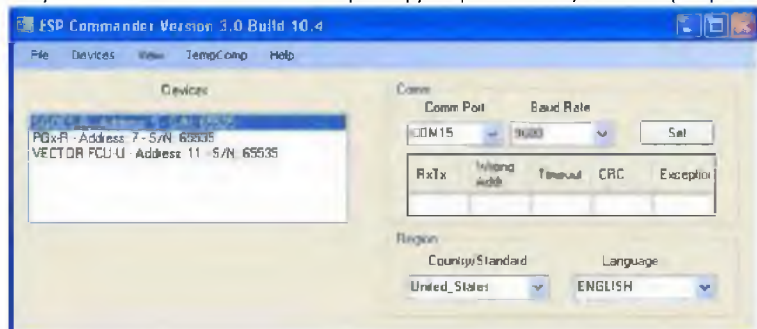 ESP Commander Version 3.0 Build 10.4
File Devices View TempComp Help
Devices
PGx-R - Address: 7 - S/N: 65535
VECTOR FCU-U - Address: 11 - S/N: 65535
Comm
Comm Port Baud Rate
COM15 9600 Set
RxTx Wrong Addr Timeout CRC Exception
Region
Country/Standard Language
United_States ENGLISH